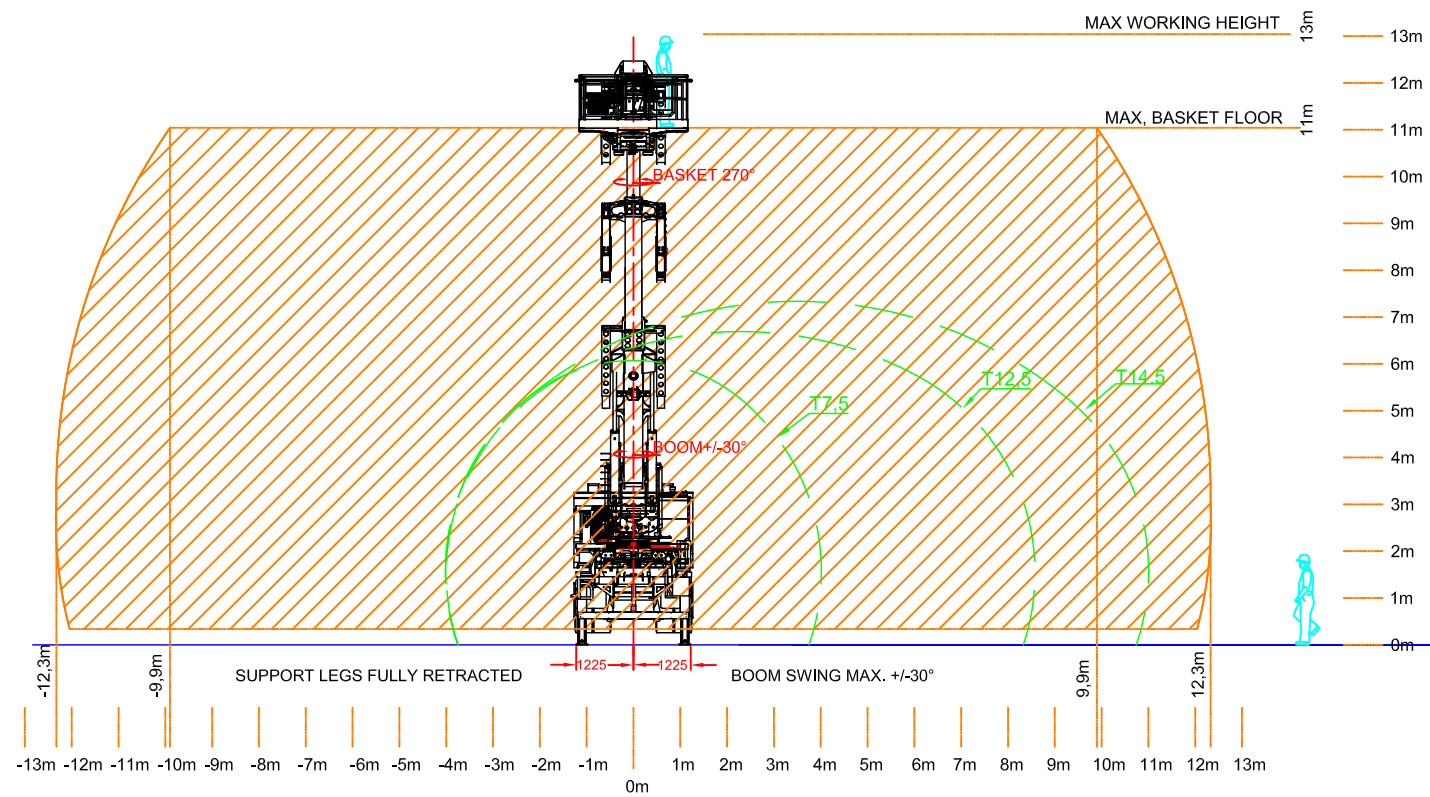 MAX WORKING HEIGHT
13m
13m
12m
MAX, BASKET FLOOR
11m
11m
BASKET 270°
10m
9m
8m
7m
6m
T12,5
T14.5
T7,5
5m
BOOM+/-30°
4m
3m
2m
1m
0m
-12,3m
-9,9m
SUPPORT LEGS FULLY RETRACTED
1225
1225
BOOM SWING MAX. +/-30°
9,9m
12,3m
-13m -12m -11m -10m -9m -8m -7m -6m -5m -4m -3m -2m -1m 1m 2m 3m 4m 5m 6m 7m 8m 9m 10m 11m 12m 13m
0m